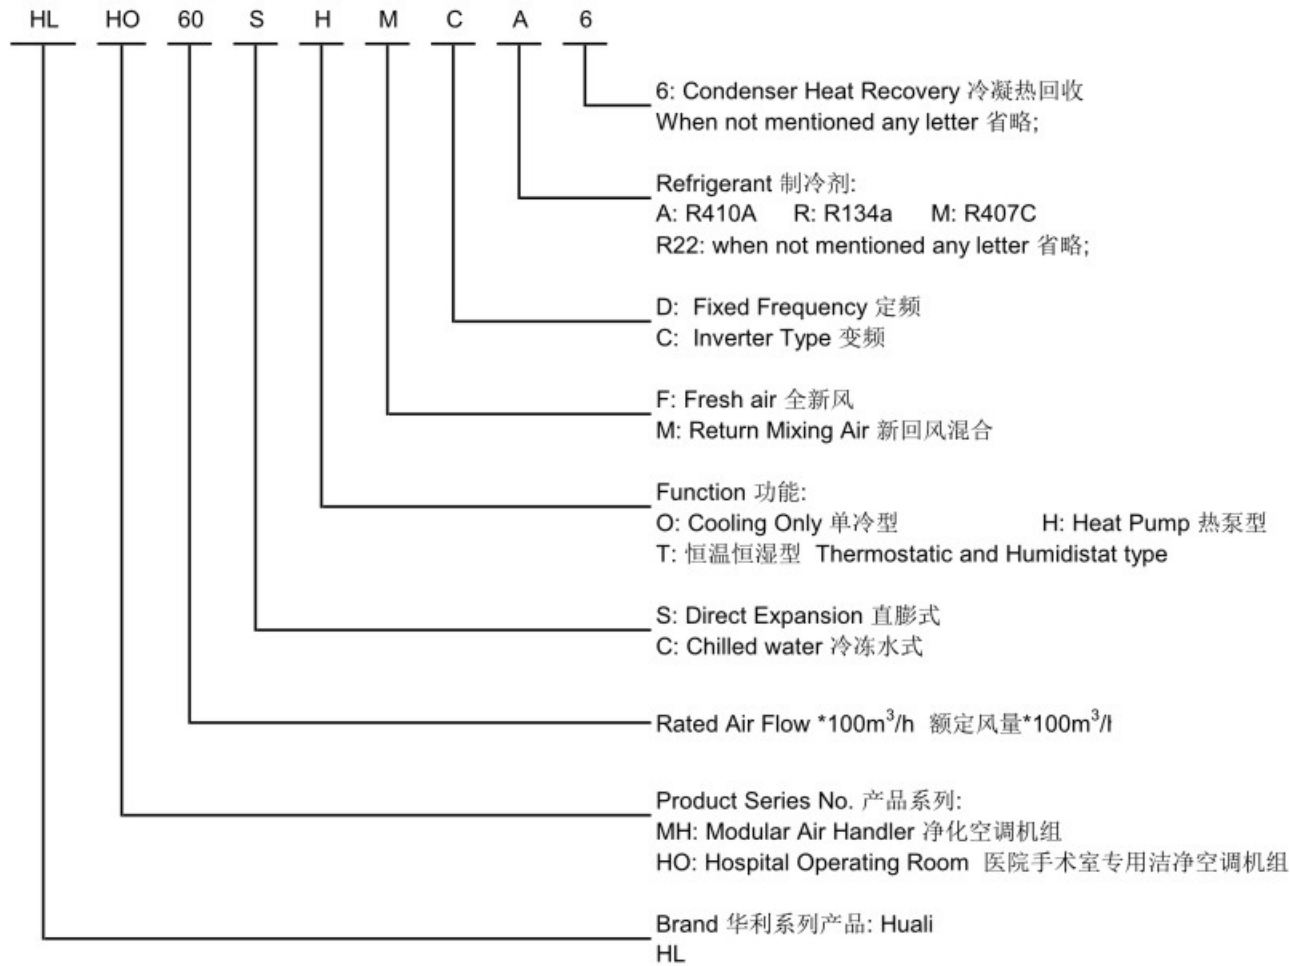 HL HO 60 S H M C A 6
6: Condenser Heat Recovery 冷凝热回收
When not mentioned any letter 省略;
Refrigerant 制冷剂:
A: R410A R: R134a M: R407C
R22: when not mentioned any letter 省略;
D: Fixed Frequency 定频
C: Inverter Type 变频
F: Fresh air 全新风
M: Return Mixing Air 新回风混合
Function 功能:
O: Cooling Only 单冷型 H: Heat Pump 热泵型
T: 恒温恒湿型 Thermostatic and Humidistat type
S: Direct Expansion 直膨式
C: Chilled water 冷冻水式
Rated Air Flow *100m³/h 额定风量*100m³/
Product Series No. 产品系列:
MH: Modular Air Handler 净化空调机组
HO: Hospital Operating Room 医院手术室专用洁净空调机组
Brand 华利系列产品: Huali
HL